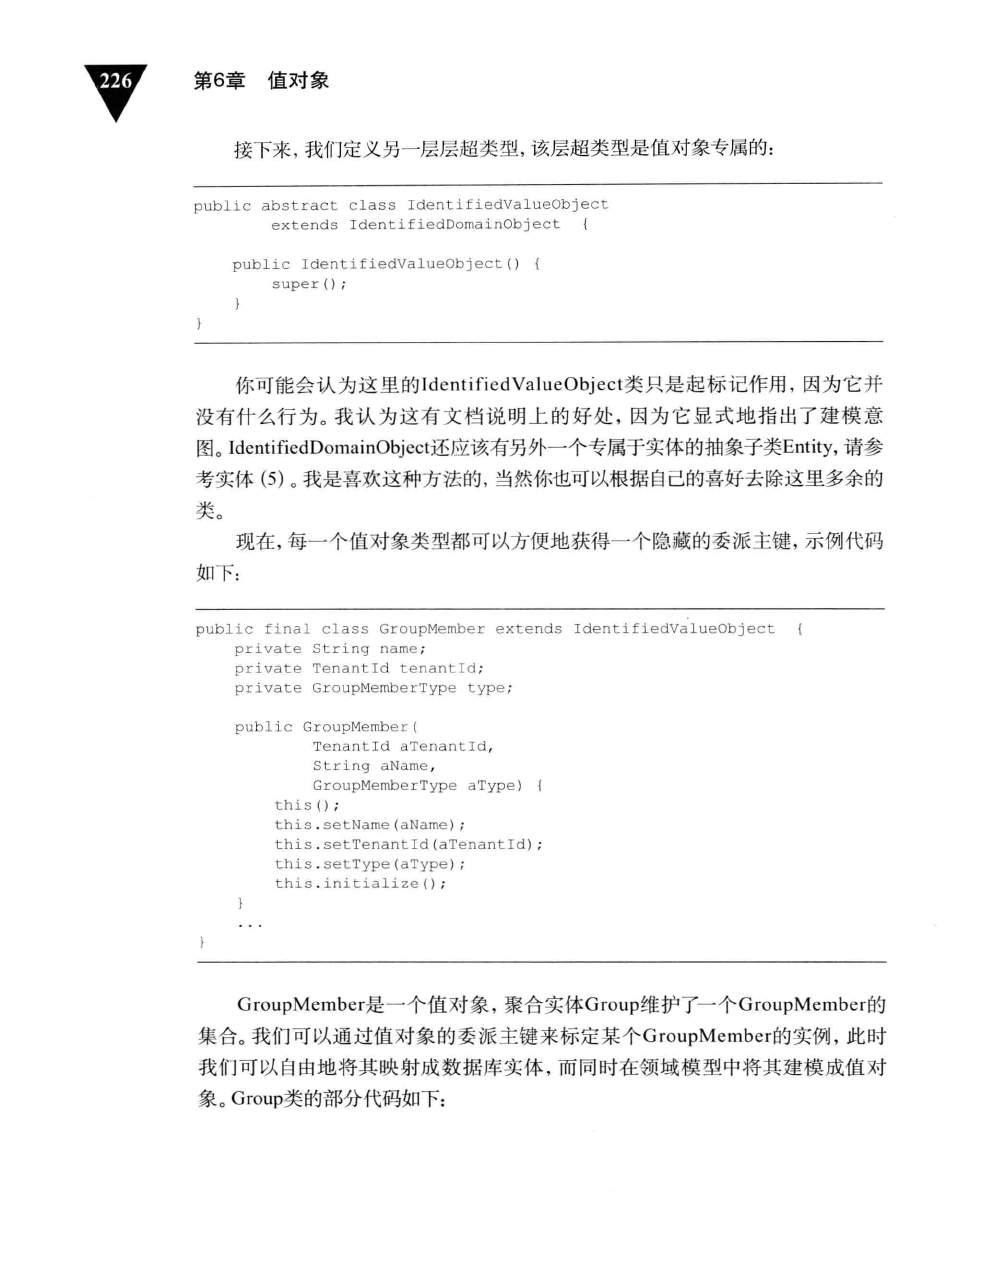 226
第6章 值对象
接下来，我们定义另一层层超类型，该层超类型是值对象专属的：
public abstract class IdentifiedValueObject
        extends IdentifiedDomainObject  {
    public IdentifiedValueObject() {
        super();
    }
}
你可能会认为这里的IdentifiedValueObject类只是起标记作用，因为它并
没有什么行为。我认为这有文档说明上的好处，因为它显式地指出了建模意
图。IdentifiedDomainObject还应该有另外一个专属于实体的抽象子类Entity，请参
考实体 (5) 。我是喜欢这种方法的，当然你也可以根据自己的喜好去除这里多余的
类。
现在，每一个值对象类型都可以方便地获得一个隐藏的委派主键，示例代码
如下：
public final class GroupMember extends IdentifiedValueObject  {
    private String name;
    private TenantId tenantId;
    private GroupMemberType type;
    public GroupMember(
            TenantId aTenantId,
            String aName,
            GroupMemberType aType) {
        this();
        this.setName(aName);
        this.setTenantId(aTenantId);
        this.setType(aType);
        this.initialize();
    }
    ...
}
GroupMember是一个值对象，聚合实体Group维护了一个GroupMember的
集合。我们可以通过值对象的委派主键来标定某个GroupMember的实例，此时
我们可以自由地将其映射成数据库实体，而同时在领域模型中将其建模成值对
象。Group类的部分代码如下：